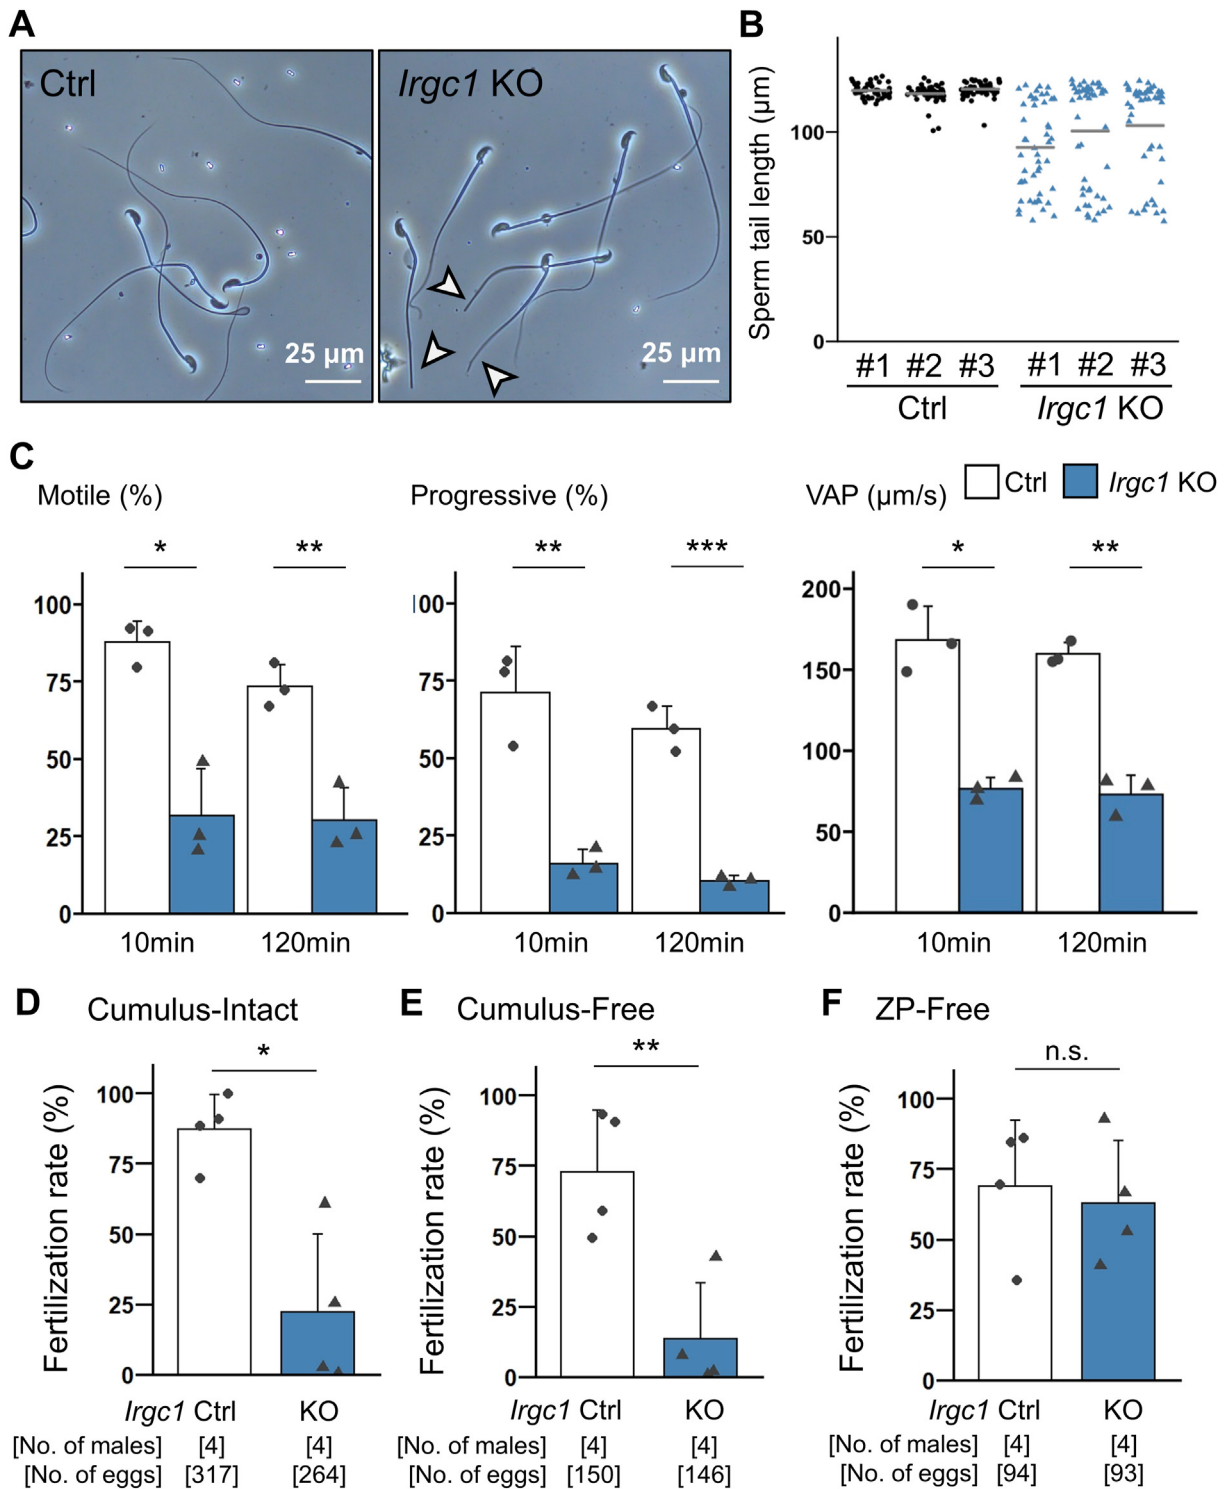 A
B
Ctrl
Irgc1 KO
25 µm
25 µm
Sperm tail length (µm)
100
50
0
#1 #2 #3 #1 #2 #3
Ctrl
Irgc1 KO
C
Motile (%)
Progressive (%)
VAP (µm/s)
Ctrl
Irgc1 KO
* **
100
75
50
25
0
10min 120min
** ***
100
75
50
25
0
10min 120min
* **
200
150
100
50
0
10min 120min
D
Cumulus-Intact
*
Fertilization rate (%)
100
75
50
25
0
Irgc1 Ctrl KO
[No. of males] [4] [4]
[No. of eggs] [317] [264]
E
Cumulus-Free
**
Fertilization rate (%)
100
75
50
25
0
Irgc1 Ctrl KO
[No. of males] [4] [4]
[No. of eggs] [150] [146]
F
ZP-Free
n.s.
Fertilization rate (%)
100
75
50
25
0
Irgc1 Ctrl KO
[No. of males] [4] [4]
[No. of eggs] [94] [93]